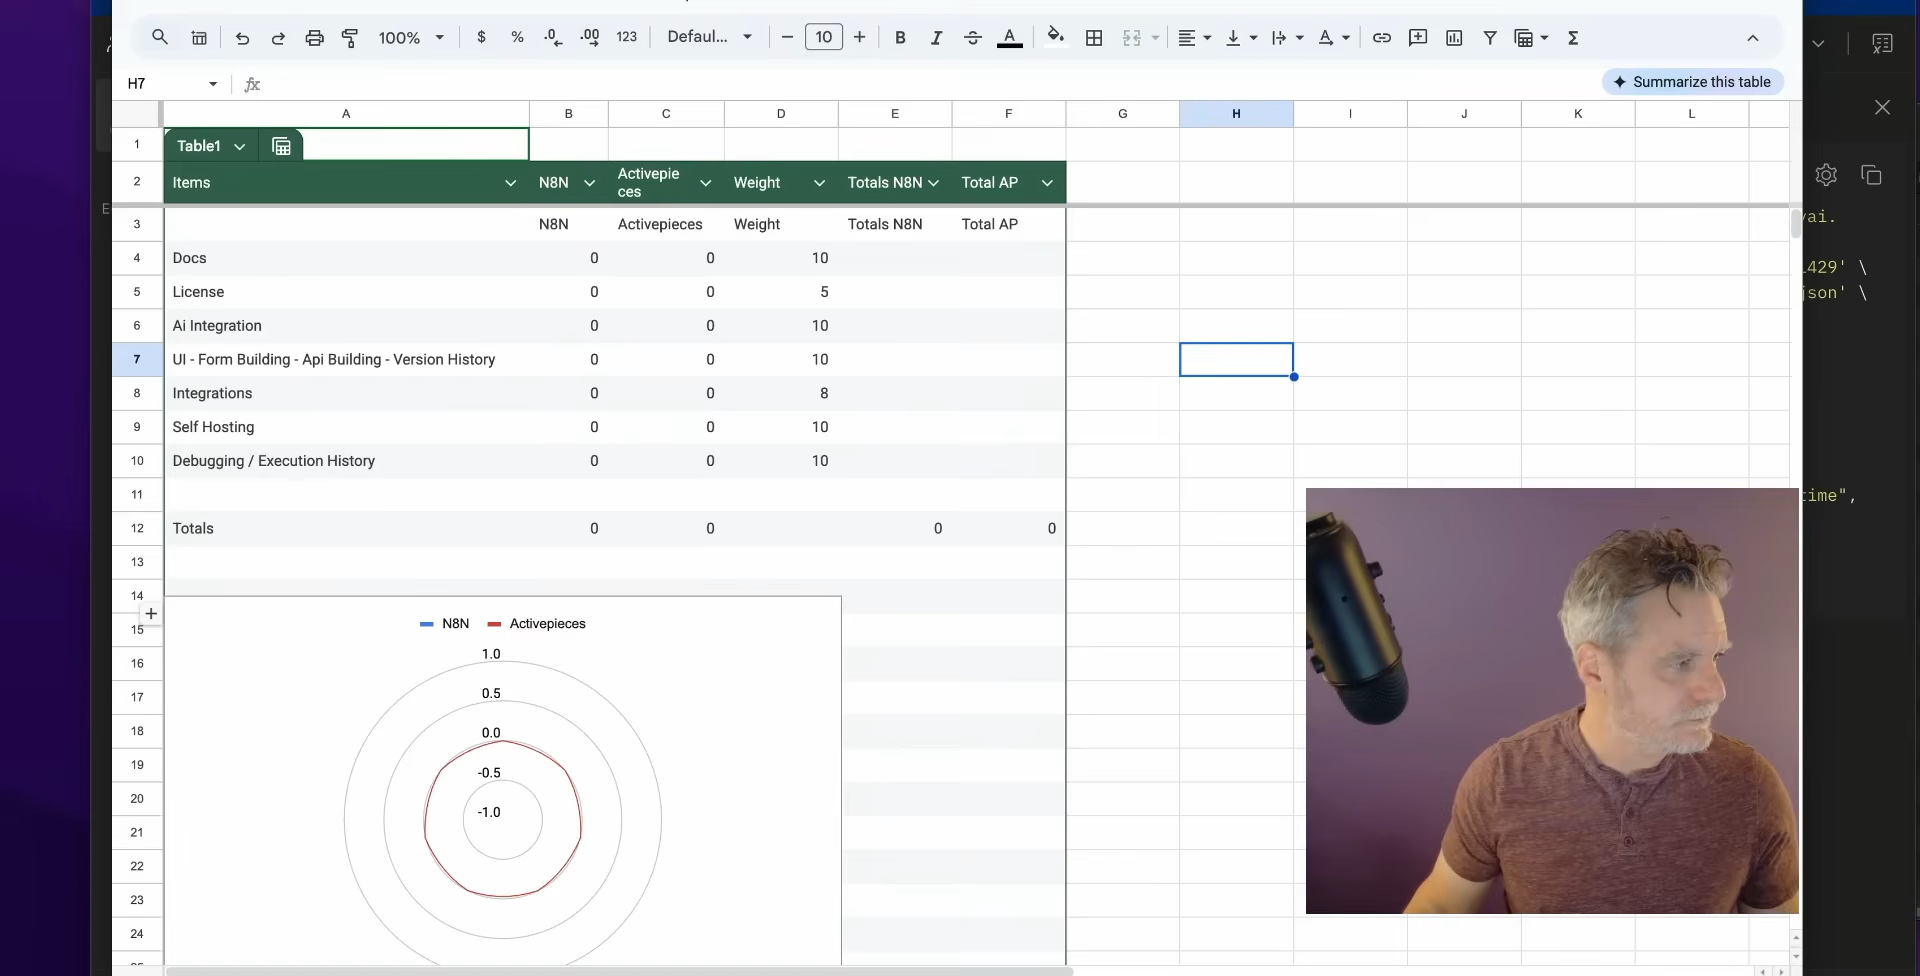 100%
$ % .0 .00 123
Defaul...
10
B I A
H7
fx
Summarize this table
A B C D E F G H I J K L
1 Table1
2 Items N8N Activepie
ces Weight Totals N8N Total AP
3 N8N Activepieces Weight Totals N8N Total AP
4 Docs 0 0 10
5 License 0 0 5
6 Ai Integration 0 0 10
7 UI - Form Building - Api Building - Version History 0 0 10
8 Integrations 0 0 8
9 Self Hosting 0 0 10
10 Debugging / Execution History 0 0 10
11
12 Totals 0 0 0 0
13
14
15
N8N Activepieces
16
17
18
19
20
21
22
23
24
1.0
0.5
0.0
-0.5
-1.0
ai.
429' \
json' \
time",